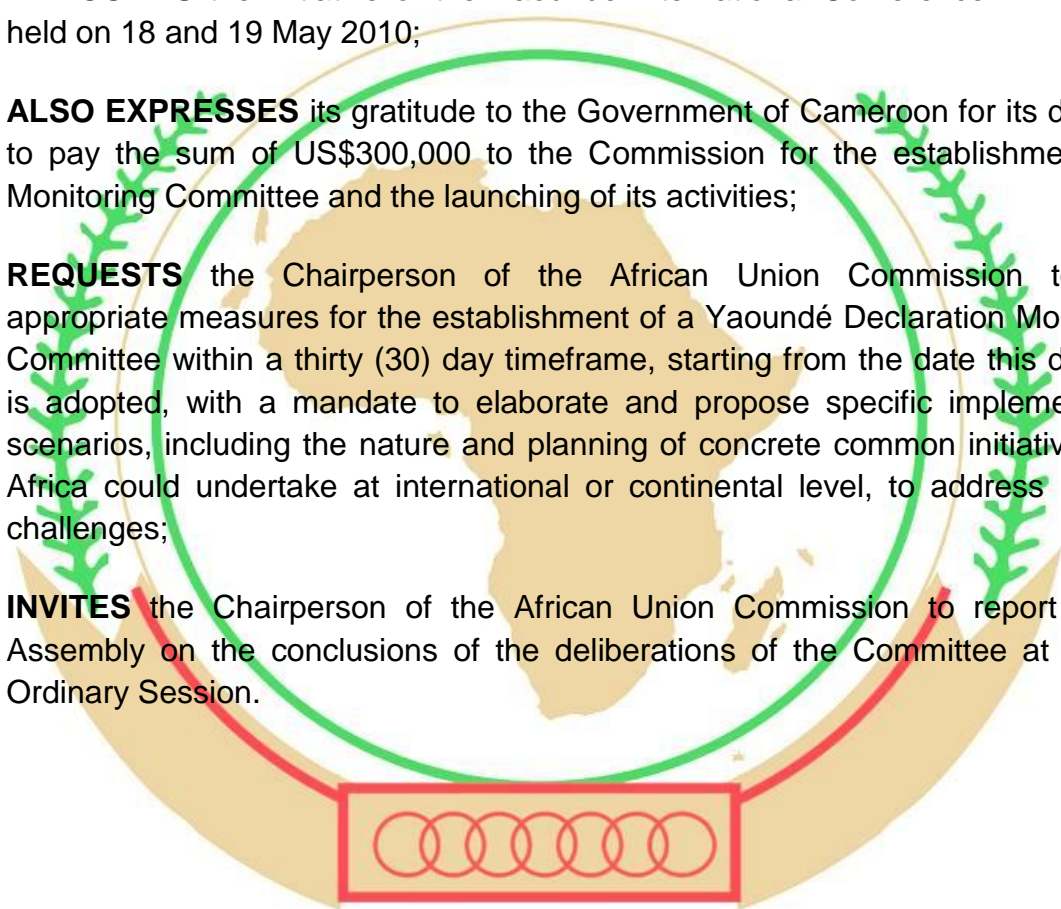 held on 18 and 19 May 2010;
ALSO EXPRESSES its gratitude to the Government of Cameroon for its d
to pay the sum of US$300,000 to the Commission for the establishme
Monitoring Committee and the launching of its activities;
REQUESTS the Chairperson of the African Union Commission t
appropriate measures for the establishment of a Yaoundé Declaration Mo
Committee within a thirty (30) day timeframe, starting from the date this d
is adopted, with a mandate to elaborate and propose specific impleme
scenarios, including the nature and planning of concrete common initiativ
Africa could undertake at international or continental level, to address
challenges;
INVITES the Chairperson of the African Union Commission to report
Assembly on the conclusions of the deliberations of the Committee at
Ordinary Session.